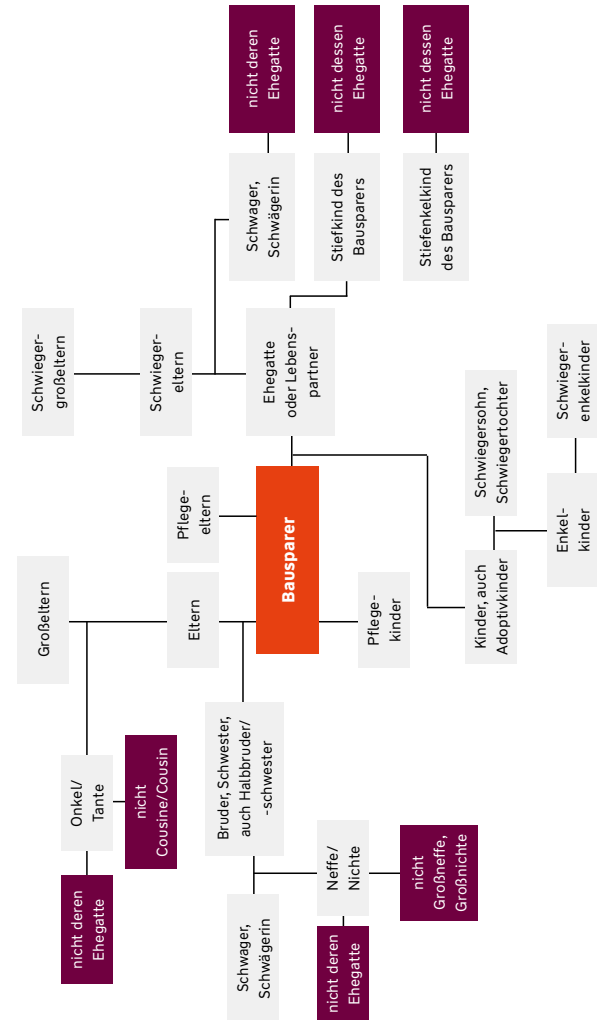 Großeltern
Schwieger-
großeltern
nicht deren
Ehegatte
Onkel/
Tante
nicht
Cousine/Cousin
Eltern
Pflege-
eltern
Schwieger-
eltern
Schwager,
Schwägerin
Bruder, Schwester,
auch Halbbruder/
-schwester
Bausparer
Ehegatte
oder Lebens-
partner
Schwager,
Schwägerin
nicht deren
Ehegatte
nicht deren
Ehegatte
Neffe/
Nichte
Stiefkind des
Bausparers
nicht dessen
Ehegatte
Pflege-
kinder
nicht
Großneffe,
Großnichte
Stiefenkelkind
des Bausparers
nicht dessen
Ehegatte
Kinder, auch
Adoptivkinder
Schwiegersohn,
Schwiegertochter
Enkel-
kinder
Schwieger-
enkelkinder